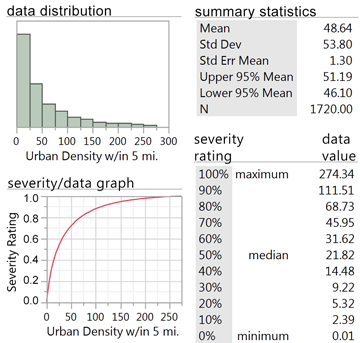 data distribution
0 50 100 150 200 250 300
Urban Density w/in 5 mi.
severity/data graph
Severity Rating
1.0
0.8
0.6
0.4
0.2
0.0
0 50 100 150 200 250
Urban Density w/in 5 mi.
summary statistics
Mean 48.64
Std Dev 53.80
Std Err Mean 1.30
Upper 95% Mean 51.19
Lower 95% Mean 46.10
N 1720.00
severity data
rating value
100% maximum 274.34
90% 111.51
80% 68.73
70% 45.95
60% 31.62
50% median 21.82
40% 14.48
30% 9.22
20% 5.32
10% 2.39
0% minimum 0.01